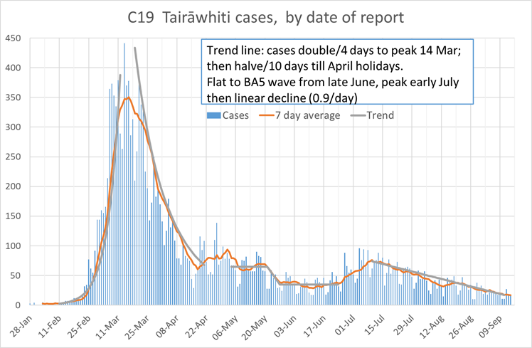 C19  Tairāwhiti cases,  by date of report
Trend line: cases double/4 days to peak 14 Mar;
then halve/10 days till April holidays.
Flat to BA5 wave from late June, peak early July
then linear decline (0.9/day)
Cases 7 day average Trend
450
400
350
300
250
200
150
100
50
0
28-Jan 11-Feb 25-Feb 11-Mar 25-Mar 08-Apr 22-Apr 06-May 20-May 03-Jun 17-Jun 01-Jul 15-Jul 29-Jul 12-Aug 26-Aug 09-Sep